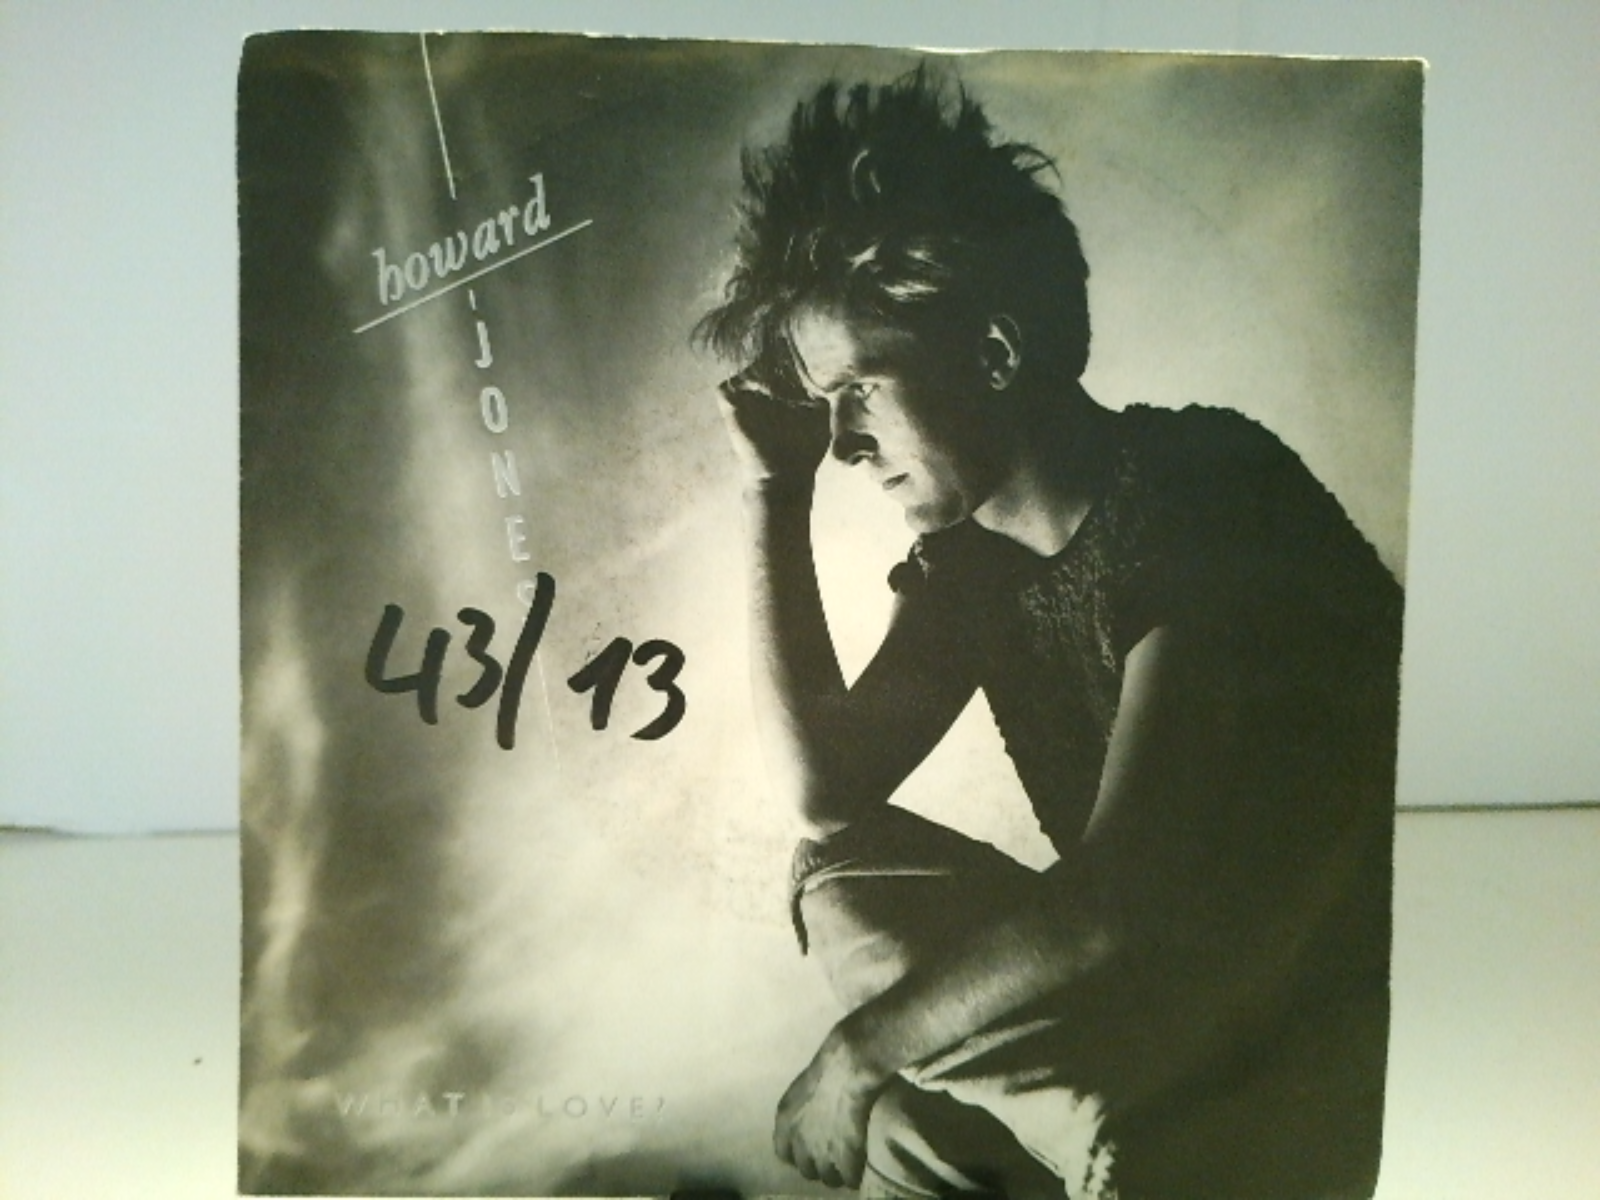 howard
JONES
43/13
WHAT IS LOVE?